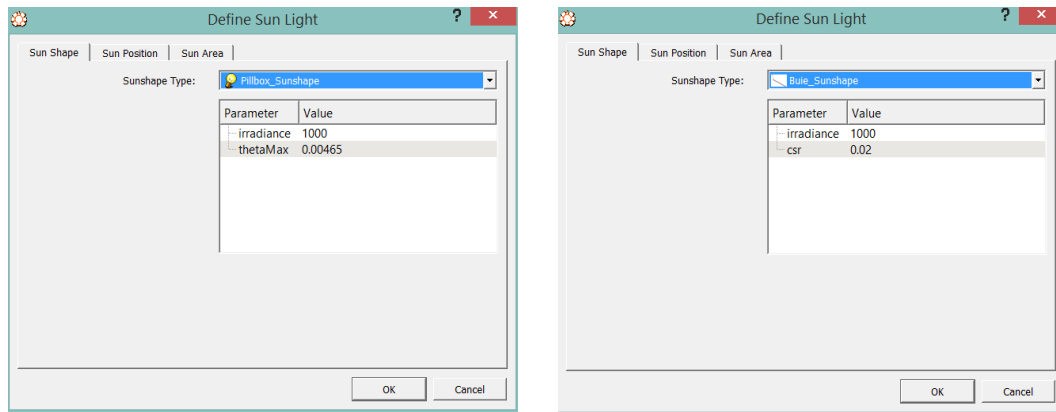 Define Sun Light ? ×
Sun Shape Sun Position Sun Area
Sunshape Type: Pillbox_Sunshape
Parameter Value
irradiance 1000
thetaMax 0.00465
OK Cancel
Define Sun Light ? ×
Sun Shape Sun Position Sun Area
Sunshape Type: Buie_Sunshape
Parameter Value
irradiance 1000
csr 0.02
OK Cancel